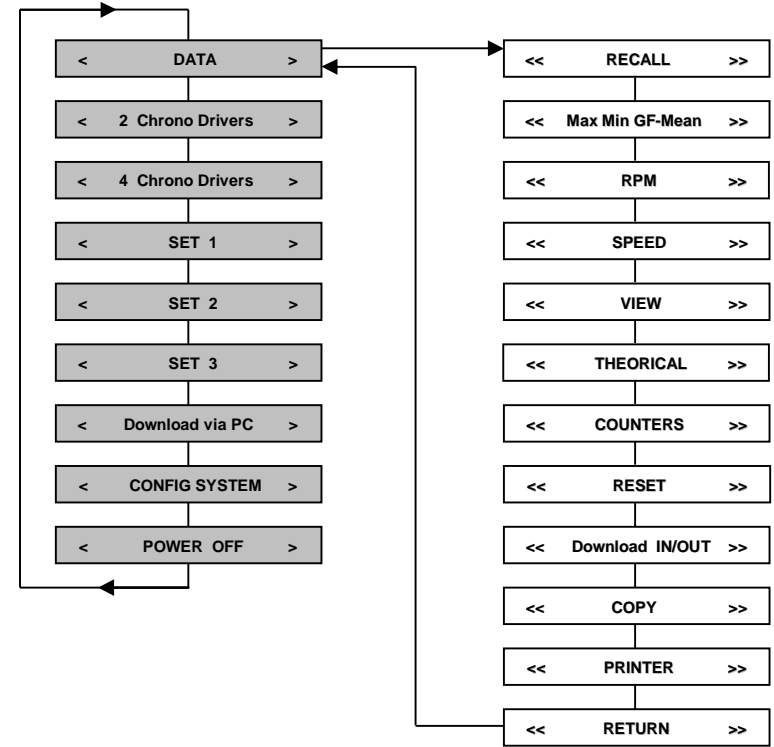 < DATA >
< 2 Chrono Drivers >
< 4 Chrono Drivers >
< SET 1 >
< SET 2 >
< SET 3 >
< Download via PC >
< CONFIG SYSTEM >
< POWER OFF >
<< RECALL >>
<< Max Min GF-Mean >>
<< RPM >>
<< SPEED >>
<< VIEW >>
<< THEORICAL >>
<< COUNTERS >>
<< RESET >>
<< Download IN/OUT >>
<< COPY >>
<< PRINTER >>
<< RETURN >>